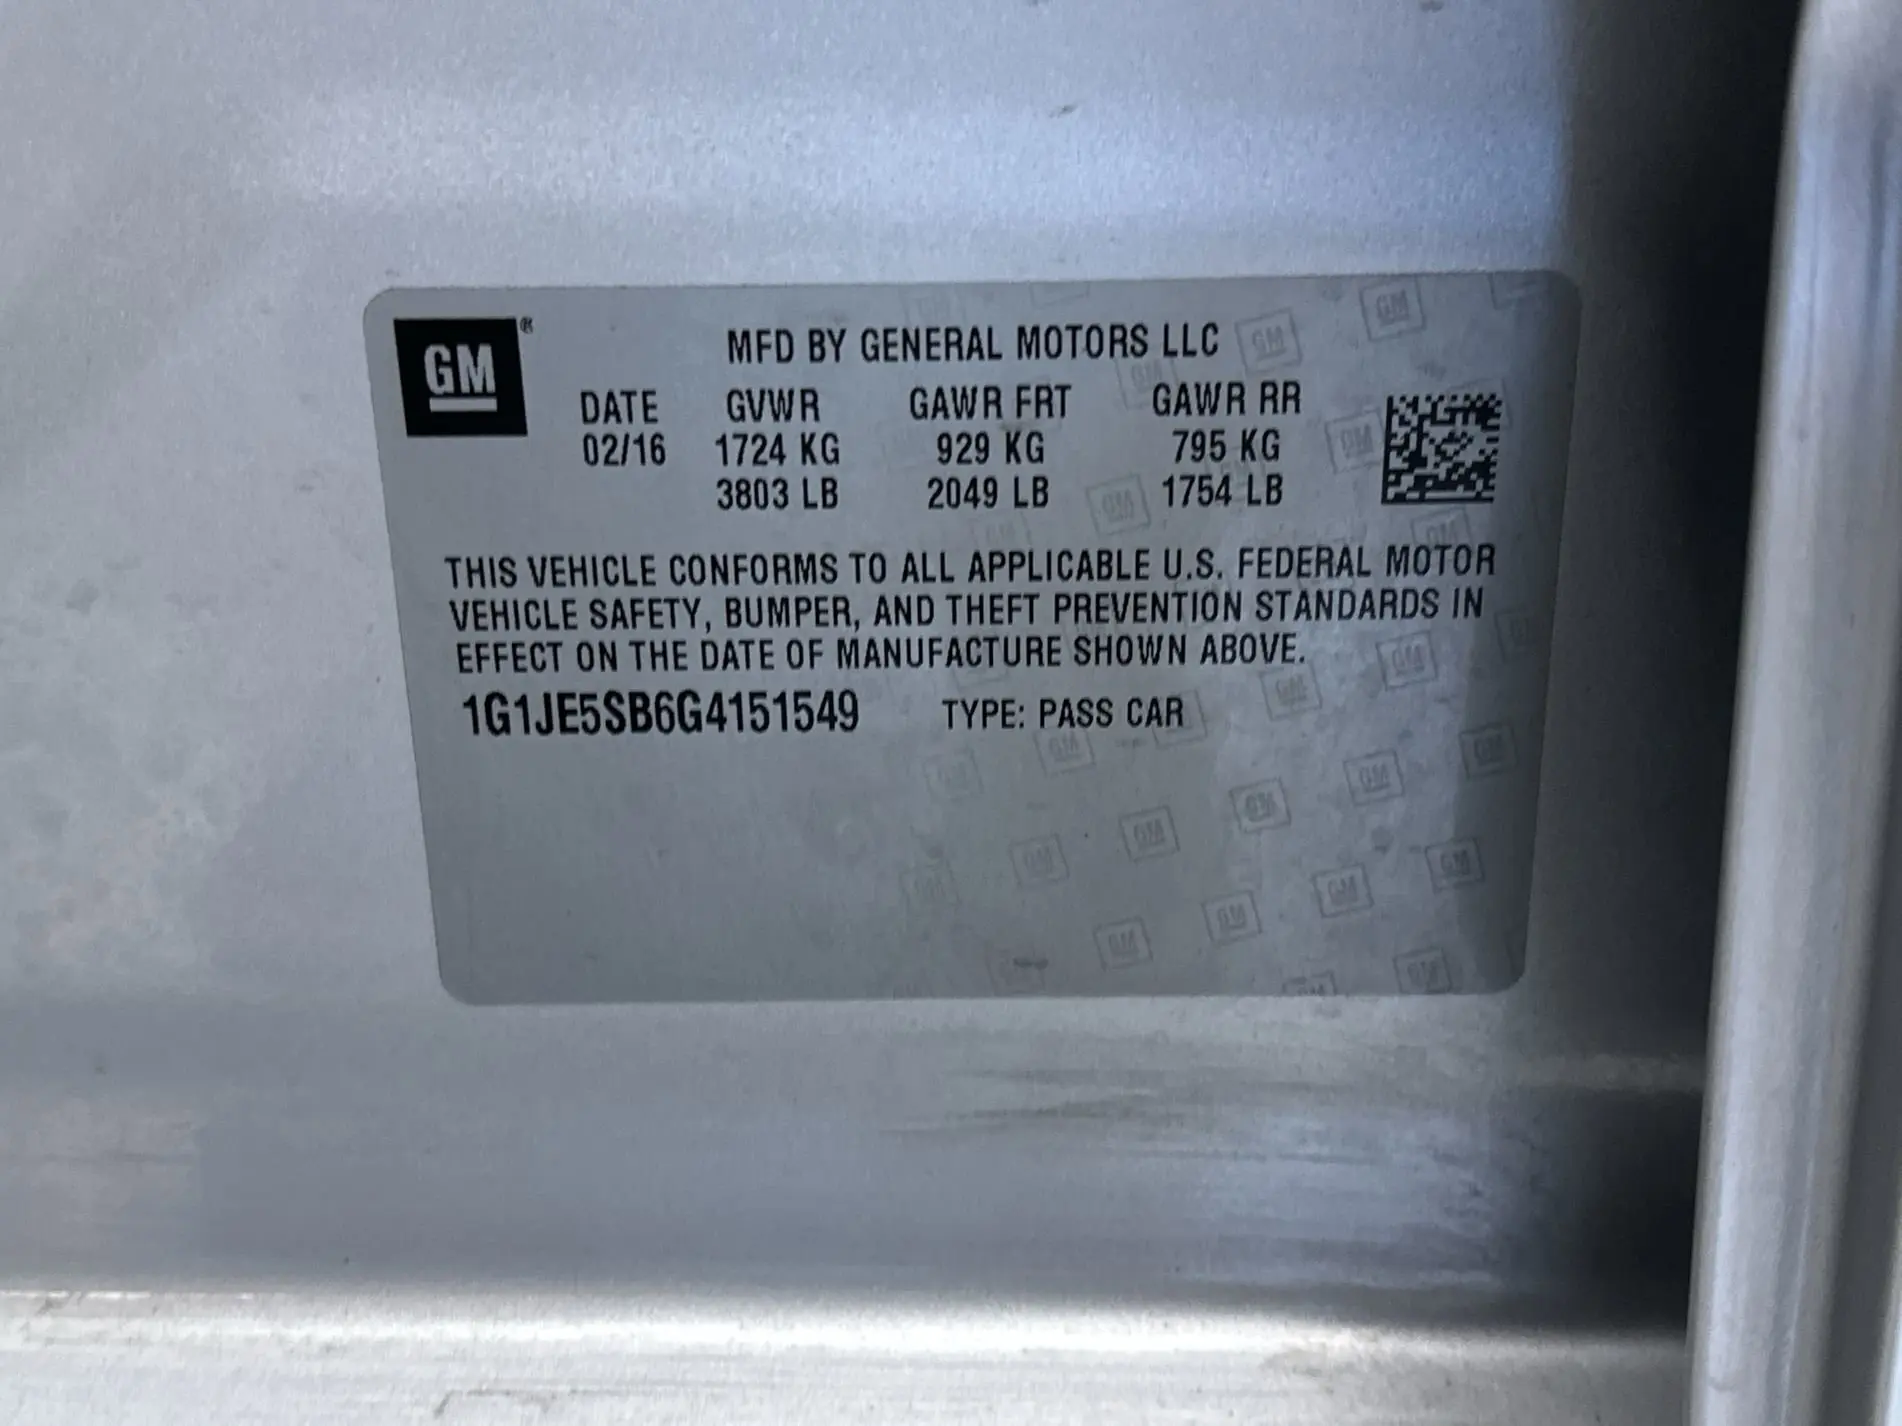 GM®
MFD BY GENERAL MOTORS LLC
DATE GVWR GAWR FRT GAWR RR
02/16 1724 KG 929 KG 795 KG
3803 LB 2049 LB 1754 LB
THIS VEHICLE CONFORMS TO ALL APPLICABLE U.S. FEDERAL MOTOR
VEHICLE SAFETY, BUMPER, AND THEFT PREVENTION STANDARDS IN
EFFECT ON THE DATE OF MANUFACTURE SHOWN ABOVE.
1G1JE5SB6G4151549 TYPE: PASS CAR